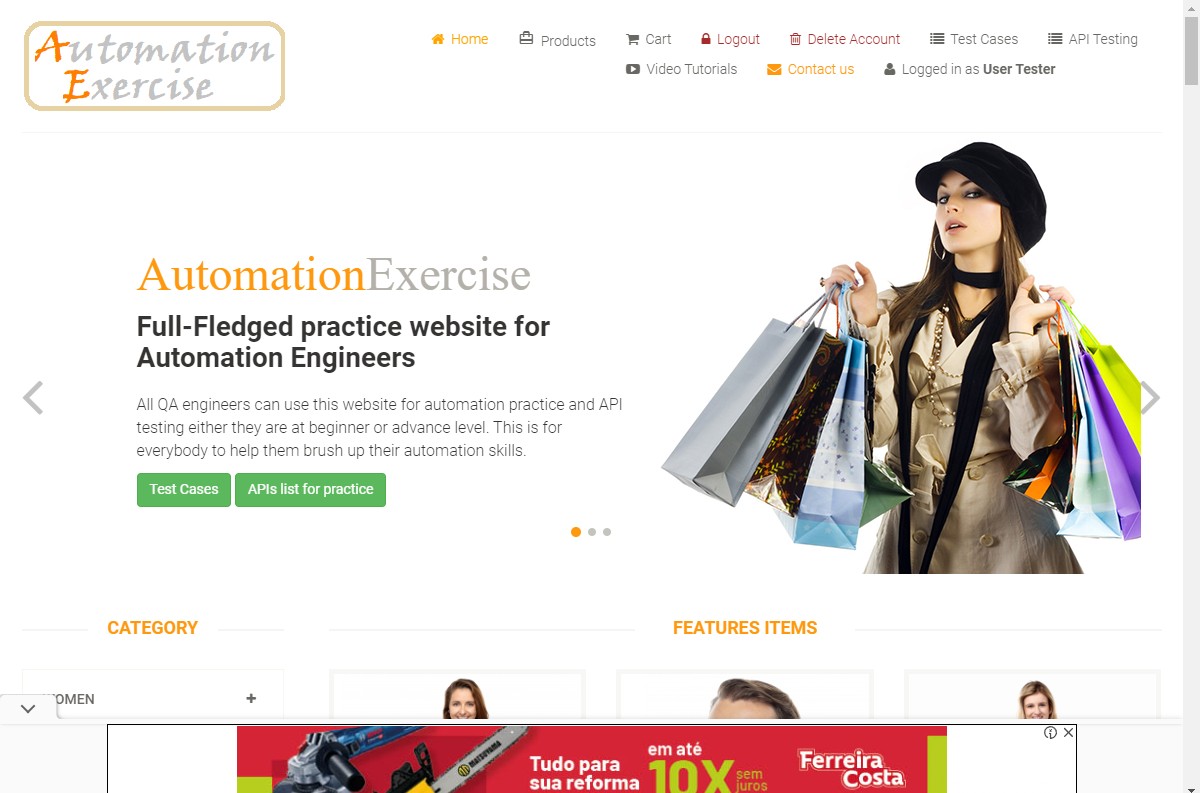 Automation
Exercise
Home
Products
Cart
Logout
Delete Account
Test Cases
API Testing
Video Tutorials
Contact us
Logged in as User Tester
AutomationExercise
Full-Fledged practice website for
Automation Engineers
All QA engineers can use this website for automation practice and API
testing either they are at beginner or advance level. This is for
everybody to help them brush up their automation skills.
Test Cases
APIs list for practice
CATEGORY
FEATURES ITEMS
OMEN
MATSUYAMA
Tudo para
sua reforma
em até
10X
sem
juros
Ferreira
Costa